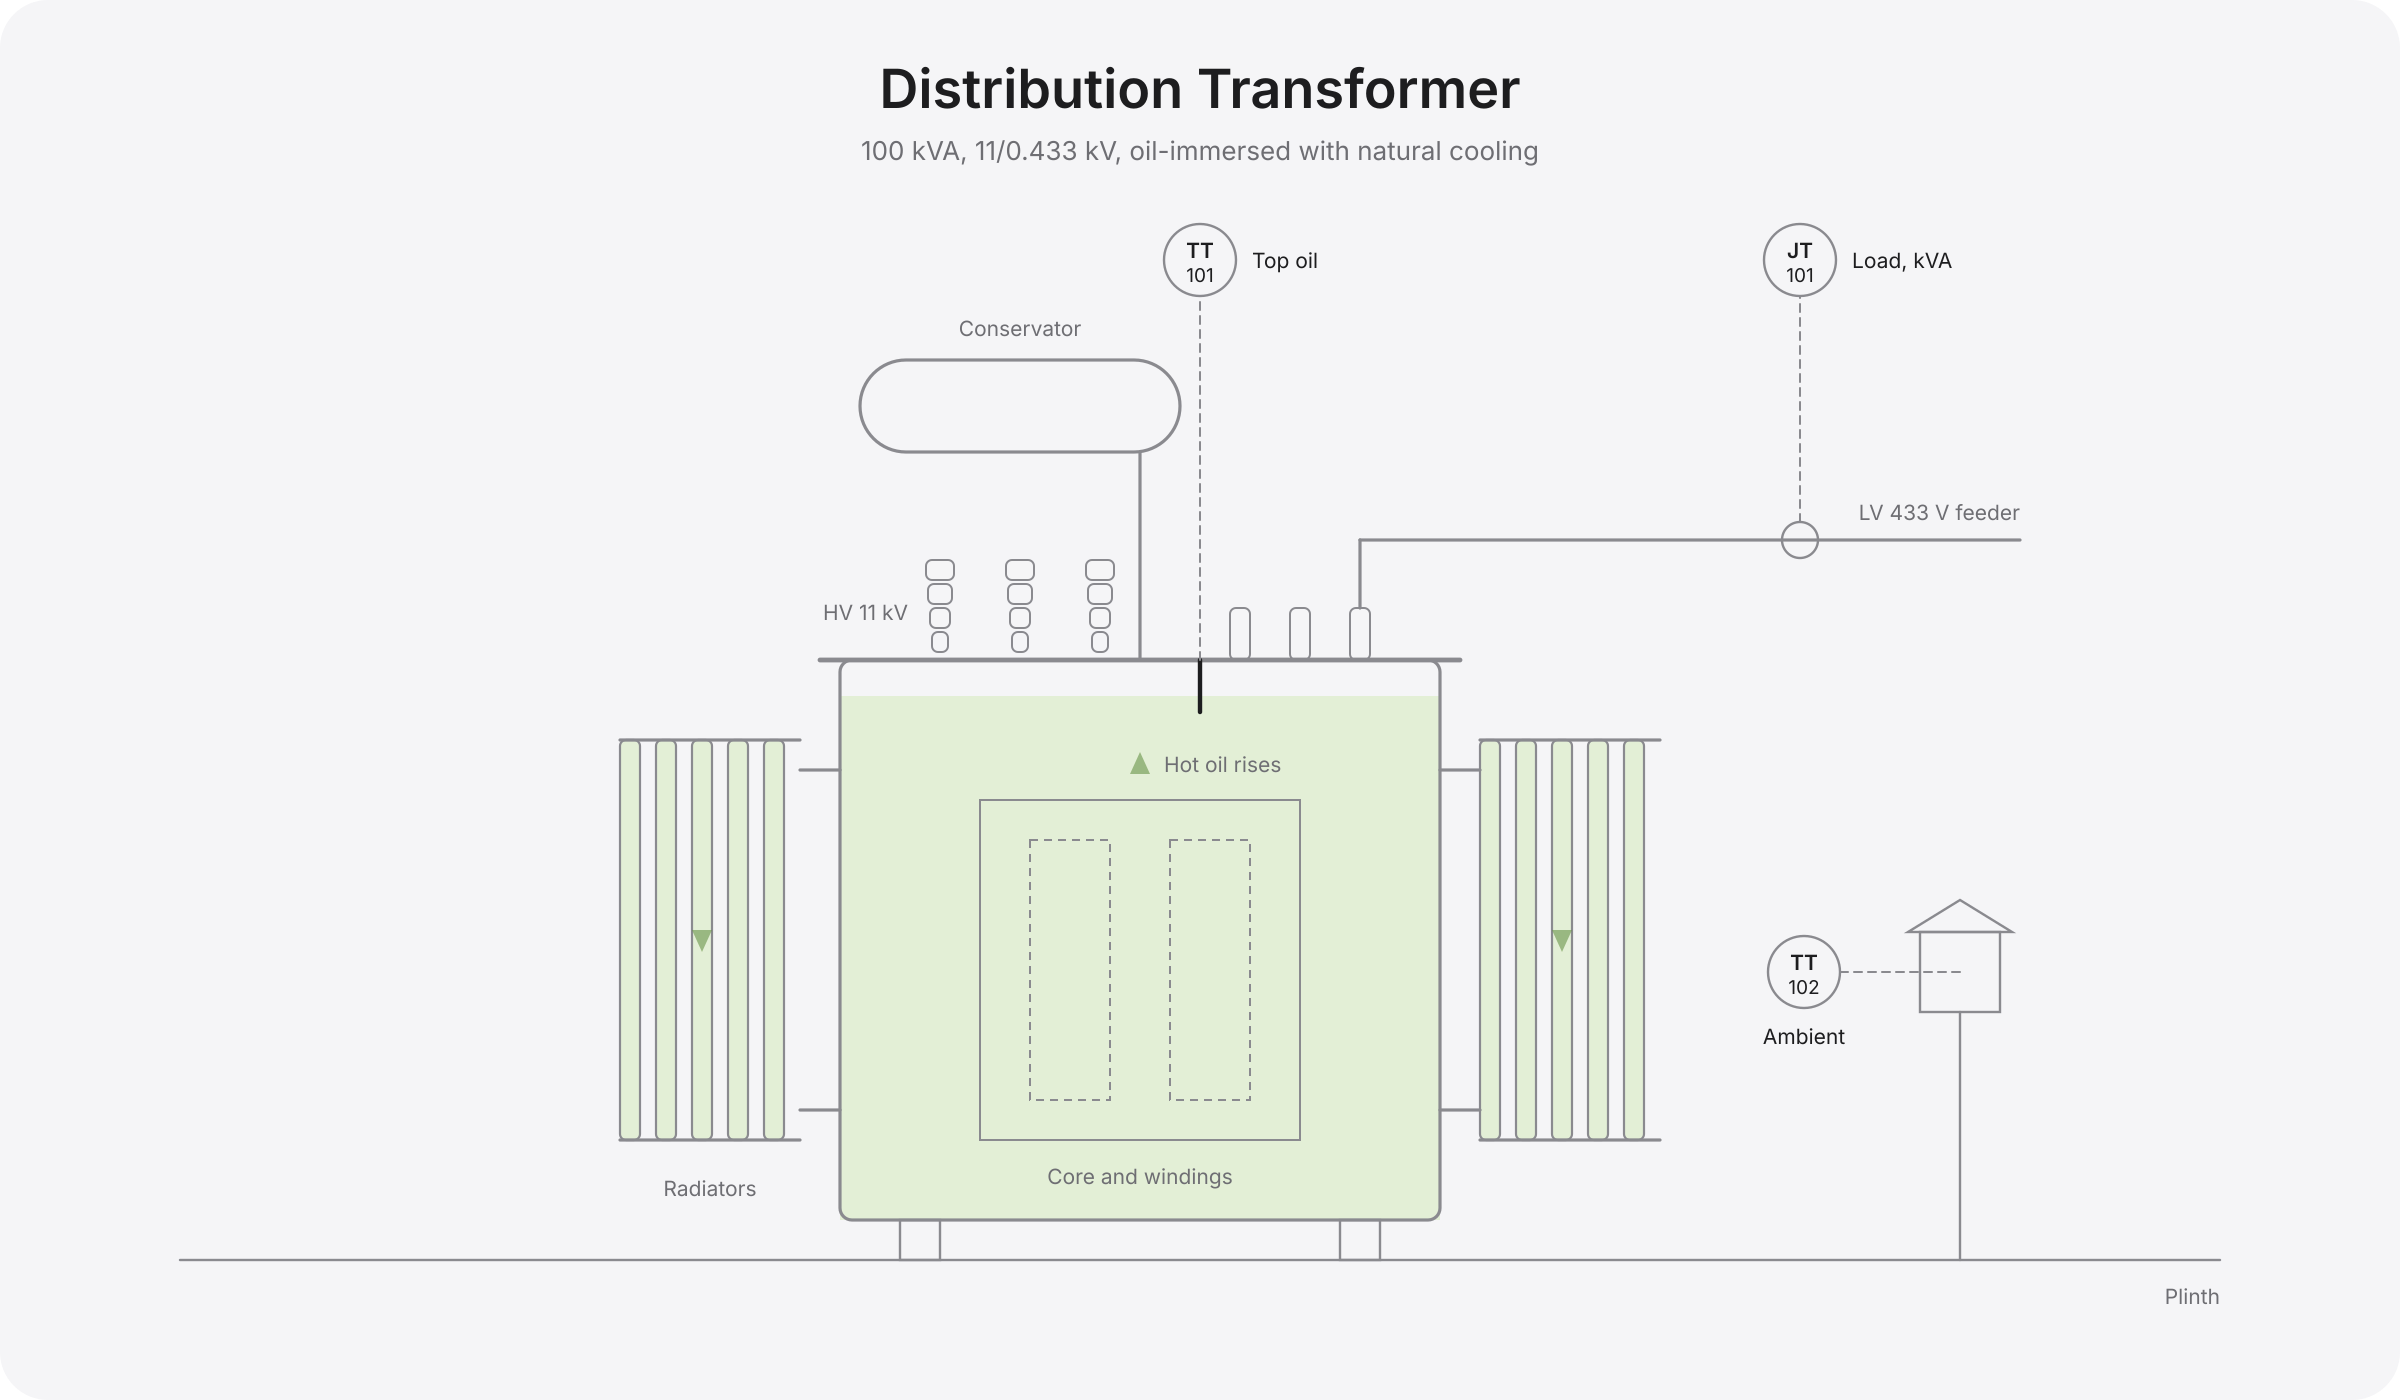 Distribution Transformer
100 kVA, 11/0.433 kV, oil-immersed with natural cooling
TT
101
Top oil
JT
101
Load, kVA
Conservator
LV 433 V feeder
HV 11 kV
Hot oil rises
TT
102
Ambient
Core and windings
Radiators
Plinth